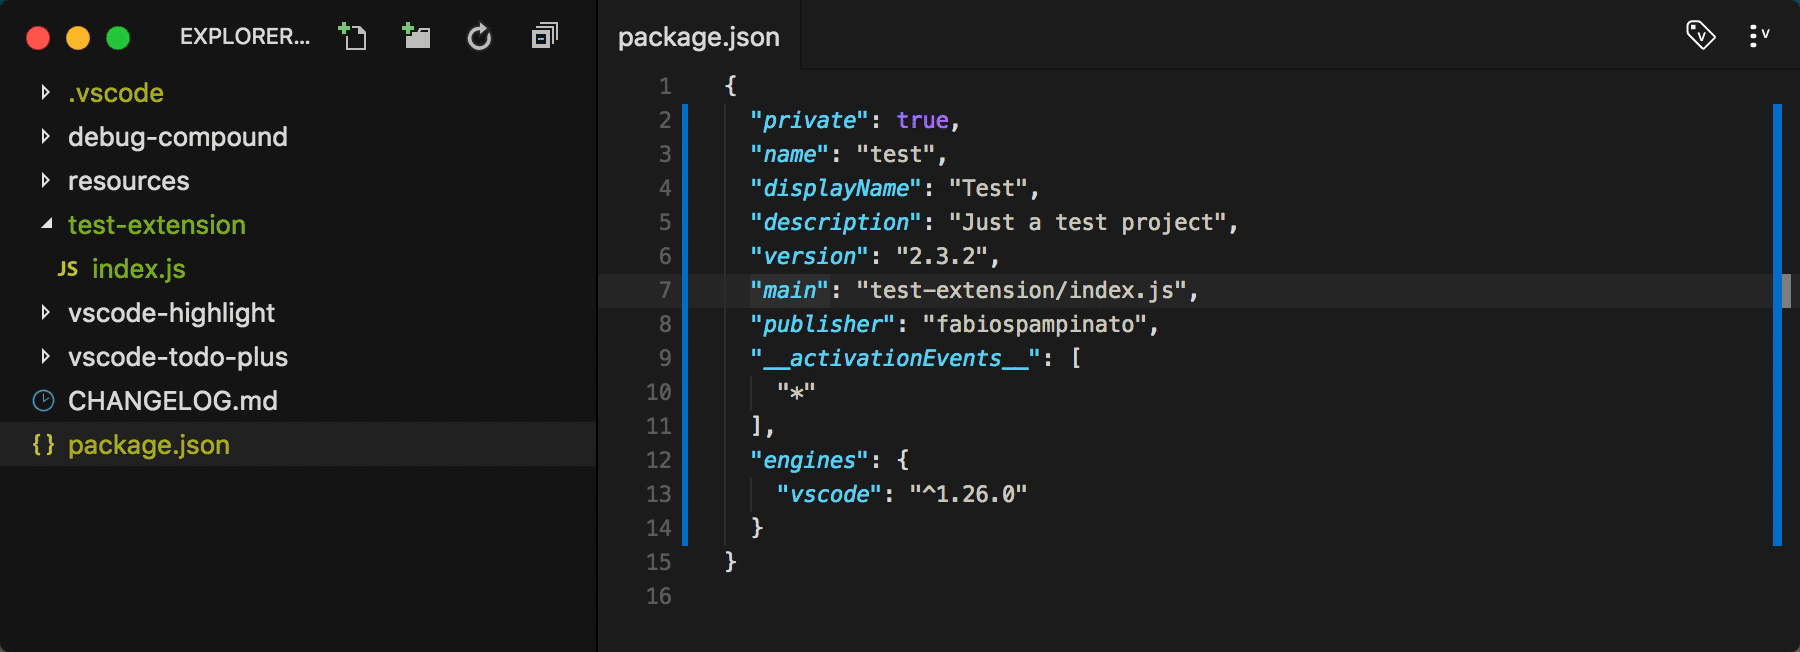 EXPLORER...
.vscode
debug-compound
resources
test-extension
JS index.js
vscode-highlight
vscode-todo-plus
CHANGELOG.md
{} package.json
package.json
v
v
1 {
2 "private": true,
3 "name": "test",
4 "displayName": "Test",
5 "description": "Just a test project",
6 "version": "2.3.2",
7 "main": "test-extension/index.js",
8 "publisher": "fabiospampinato",
9 "__activationEvents__": [
10 "*"
11 ],
12 "engines": {
13 "vscode": "^1.26.0"
14 }
15 }
16